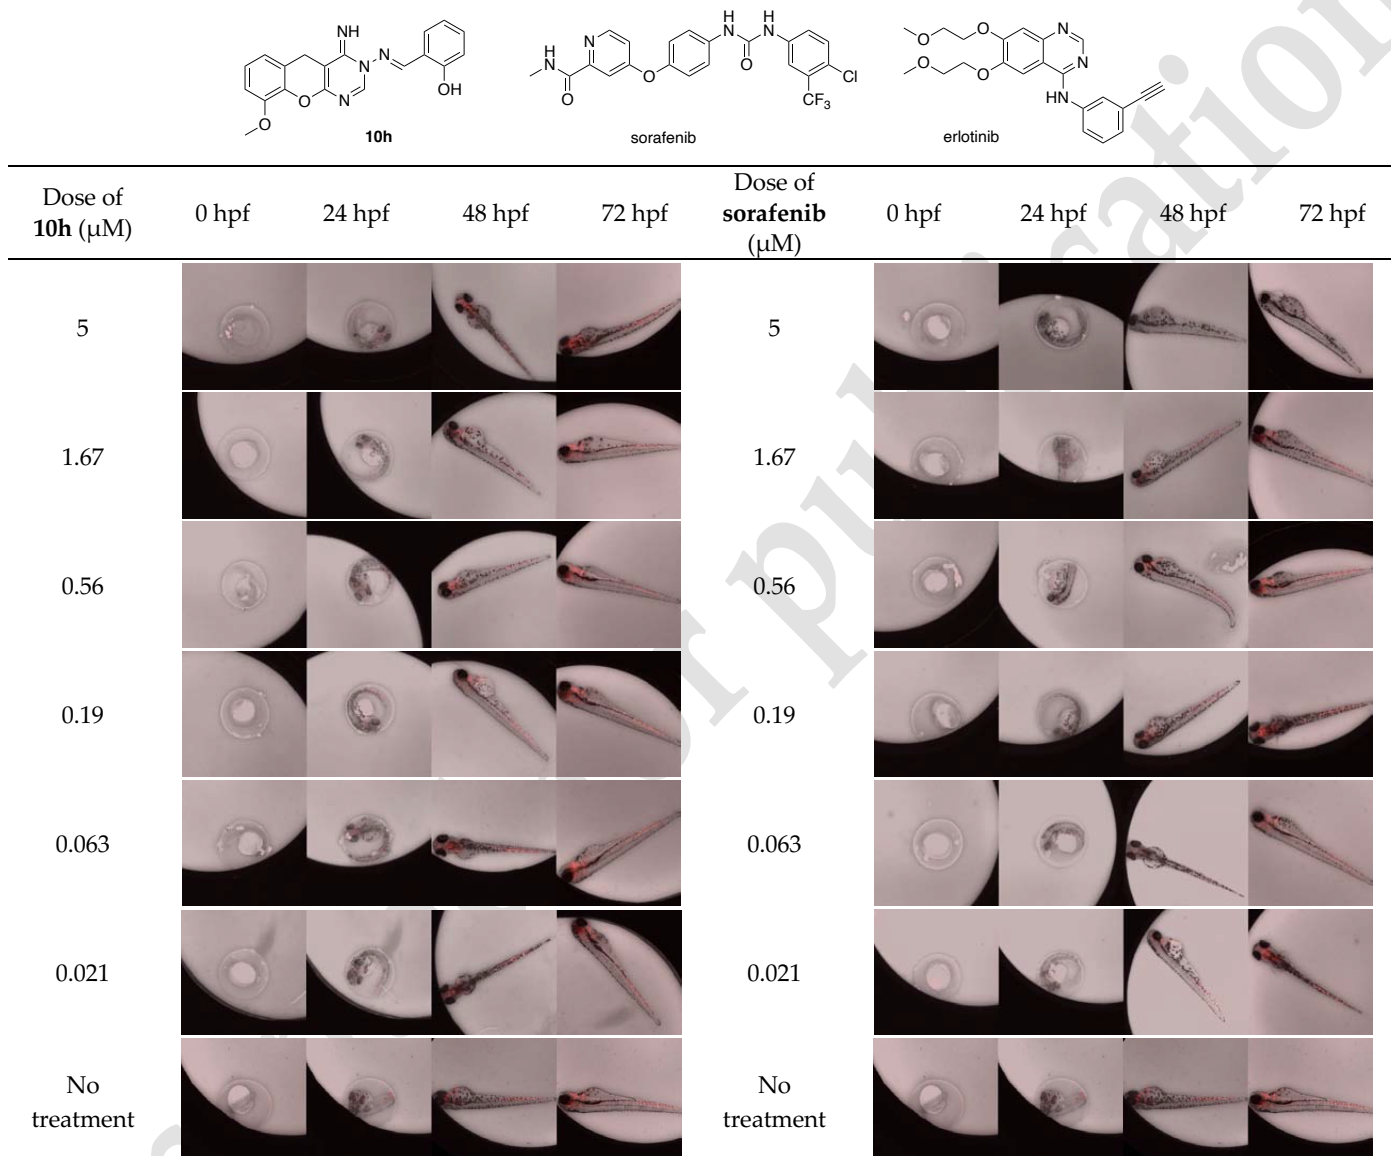 NH
N
N
N
O
O
OH
10h
H
N
O
N
O
H
N
H
N
O
Cl
CF3
sorafenib
O
O
O
O
N
N
HN
erlotinib
Dose of
10h (µM)
0 hpf
24 hpf
48 hpf
72 hpf
Dose of
sorafenib
(µM)
0 hpf
24 hpf
48 hpf
72 hpf
5
5
1.67
1.67
0.56
0.56
0.19
0.19
0.063
0.063
0.021
0.021
No
treatment
No
treatment
or publication